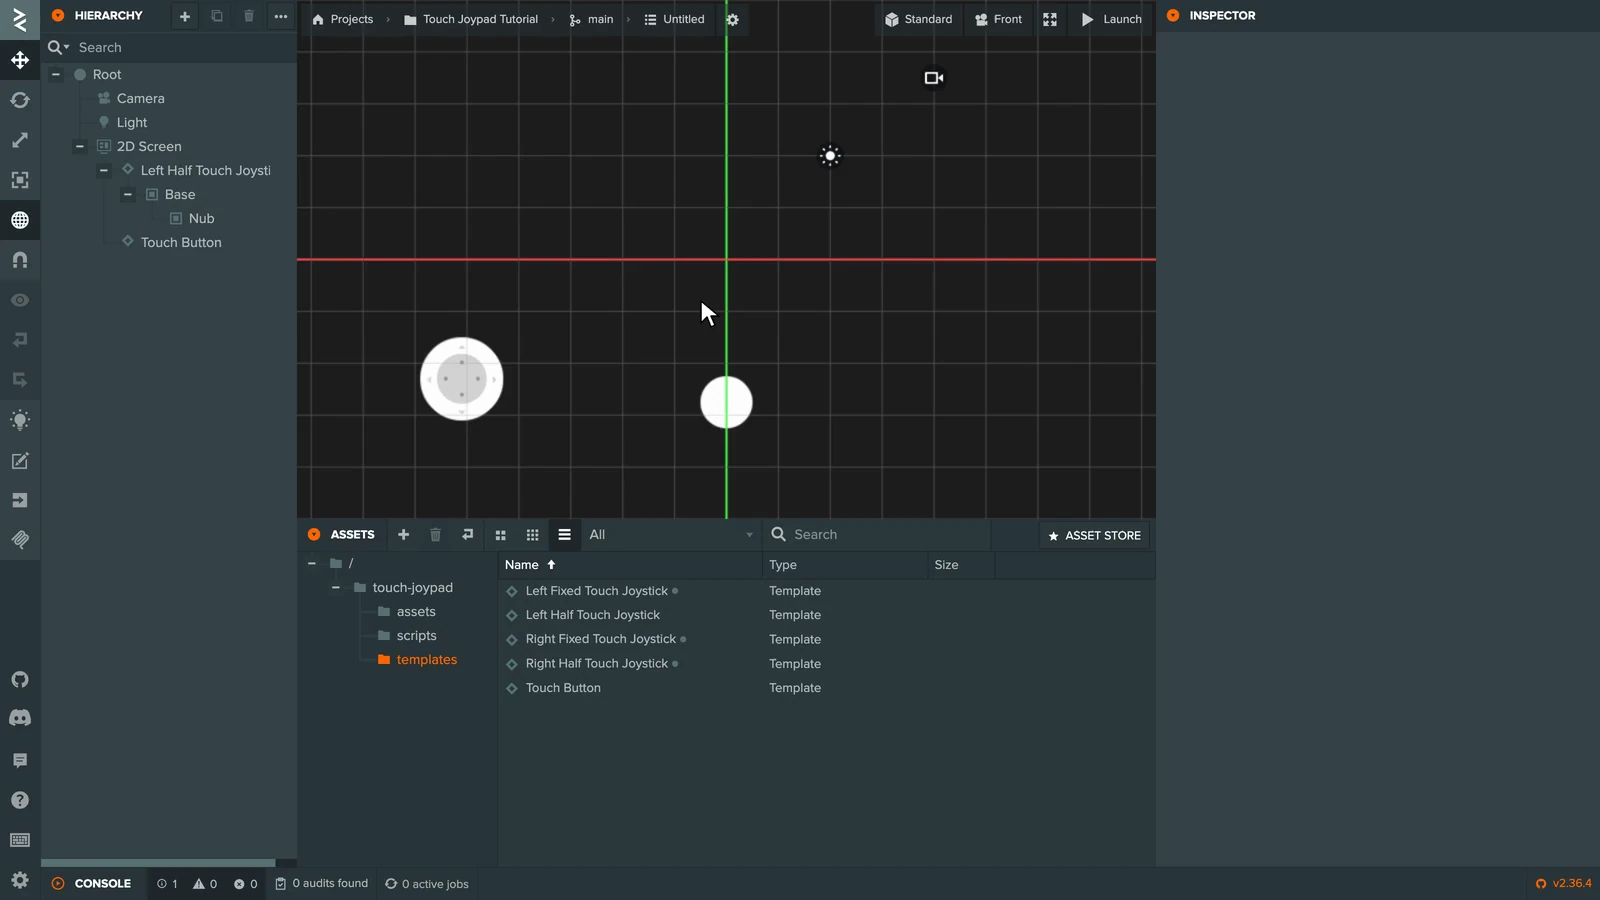 HIERARCHY
Projects
Touch Joypad Tutorial
main
Untitled
Standard
Front
Launch
INSPECTOR
Search
Root
Camera
Light
2D Screen
Left Half Touch Joysti
Base
Nub
Touch Button
ASSETS
All
Search
ASSET STORE
/
touch-joypad
assets
scripts
templates
Name
Type
Size
Left Fixed Touch Joystick
Template
Left Half Touch Joystick
Template
Right Fixed Touch Joystick
Template
Right Half Touch Joystick
Template
Touch Button
Template
CONSOLE
1
0
0
0 audits found
0 active jobs
v2.36.4